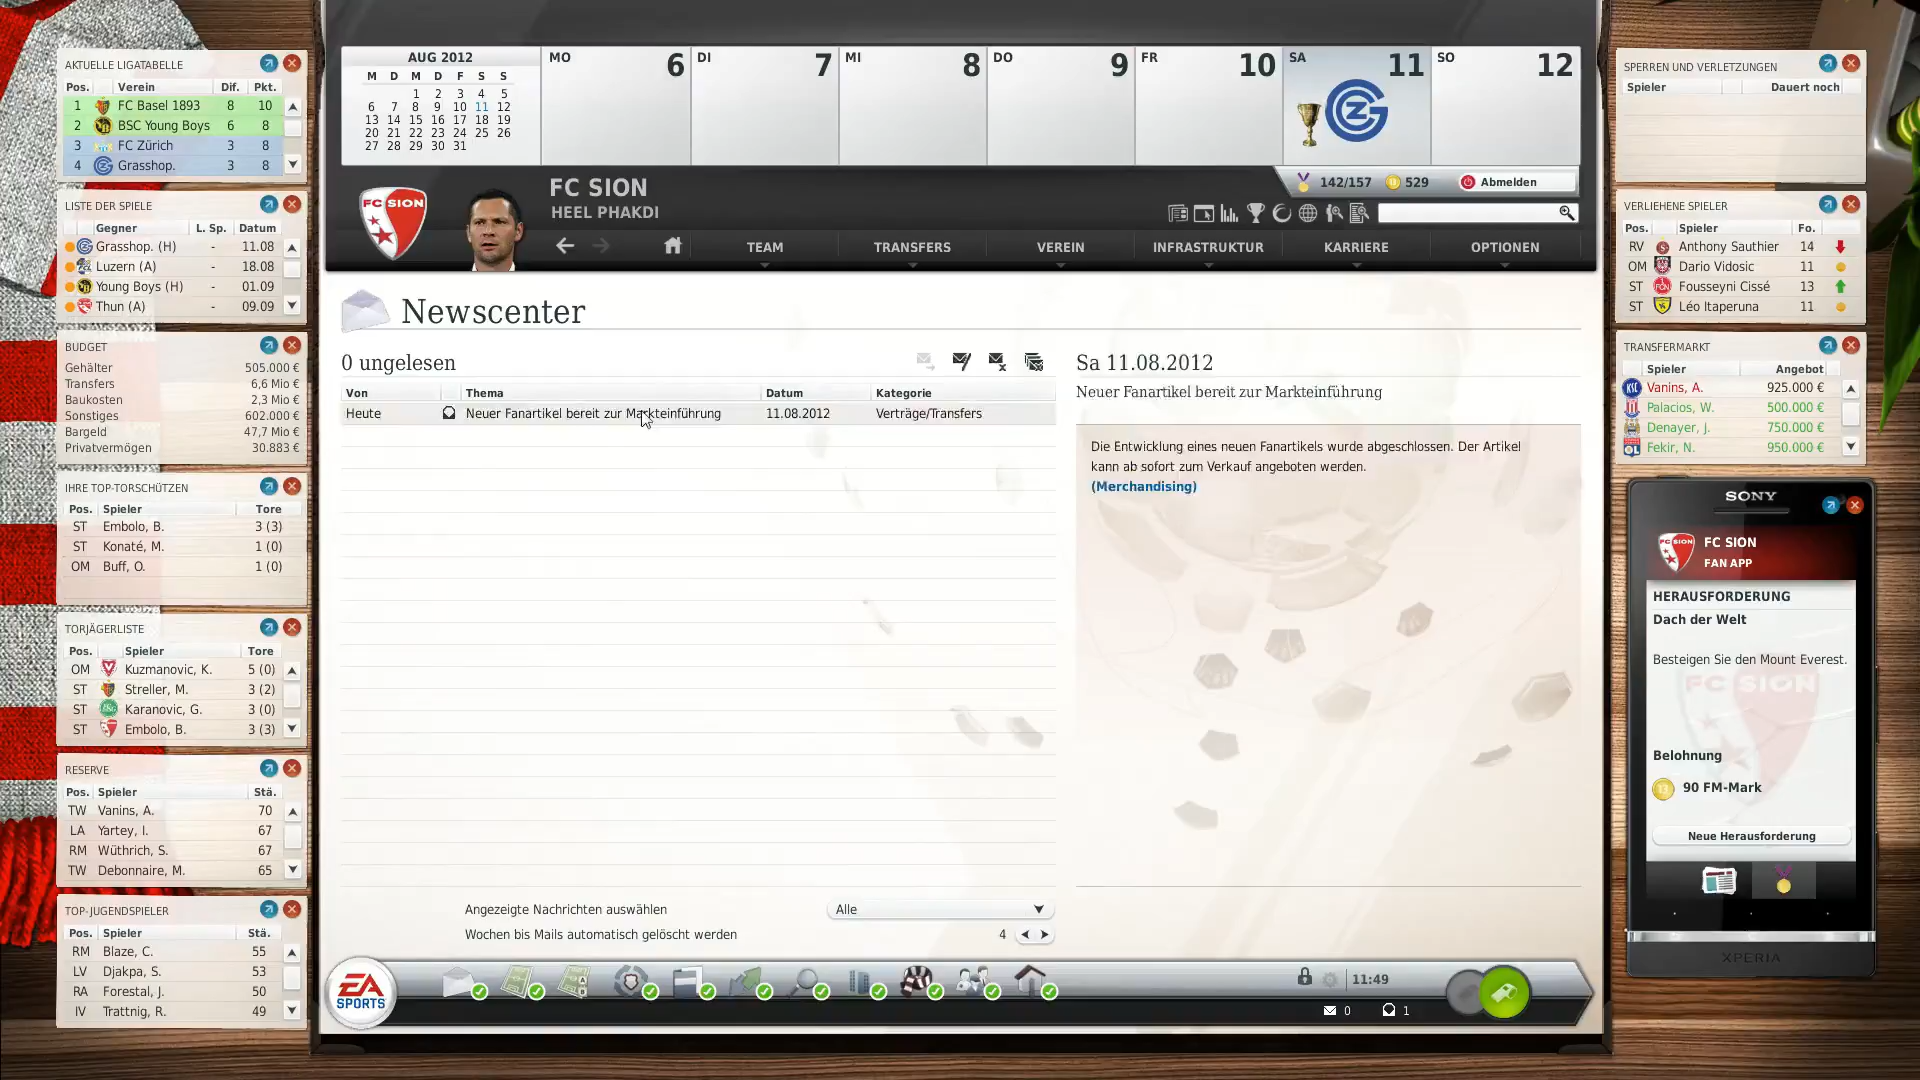 AKTUELLE LIGATABELLE
Pos. Verein Dif. Pkt.
1 FC Basel 1893 8 10
2 BSC Young Boys 6 8
3 FC Zürich 3 8
4 Grasshop. 3 8
LISTE DER SPIELE
Gegner L. Sp. Datum
Grasshop. (H) - 11.08
Luzern (A) - 18.08
Young Boys (H) - 01.09
Thun (A) - 09.09
BUDGET
Gehälter 505.000 €
Transfers 6,6 Mio €
Baukosten 2,3 Mio €
Sonstiges 602.000 €
Bargeld 47,7 Mio €
Privatvermögen 30.883 €
IHRE TOP-TORSCHÜTZEN
Pos. Spieler Tore
ST Embolo, B. 3 (3)
ST Konaté, M. 1 (0)
OM Buff, O. 1 (0)
TORJÄGERLISTE
Pos. Spieler Tore
OM Kuzmanovic, K. 5 (0)
ST Streller, M. 3 (2)
ST Karanovic, G. 3 (0)
ST Embolo, B. 3 (3)
RESERVE
Pos. Spieler Stä.
TW Vanins, A. 70
LA Yartey, I. 67
RM Wüthrich, S. 67
TW Debonnaire, M. 65
TOP-JUGENDSPIELER
Pos. Spieler Stä.
RM Blaze, C. 55
LV Djakpa, S. 53
RA Forestal, J. 50
IV Trattnig, R. 49
AUG 2012
M D M D F S S
1 2 3 4 5
6 7 8 9 10 11 12
13 14 15 16 17 18 19
20 21 22 23 24 25 26
27 28 29 30 31
MO 6 DI 7 MI 8 DO 9 FR 10 SA 11 SO 12
142/157 529 Abmelden
FC SION
FC SION
HEEL PHAKDI
TEAM TRANSFERS VEREIN INFRASTRUKTUR KARRIERE OPTIONEN
Newscenter
0 ungelesen
Von Thema Datum Kategorie
Heute Neuer Fanartikel bereit zur Markteinführung 11.08.2012 Verträge/Transfers
Sa 11.08.2012
Neuer Fanartikel bereit zur Markteinführung
Die Entwicklung eines neuen Fanartikels wurde abgeschlossen. Der Artikel
kann ab sofort zum Verkauf angeboten werden.
(Merchandising)
Angezeigte Nachrichten auswählen Alle
Wochen bis Mails automatisch gelöscht werden 4
EA
SPORTS
11:49
0 1
SPERREN UND VERLETZUNGEN
Spieler Dauert noch
VERLIEHENE SPIELER
Pos. Spieler Fo.
RV Anthony Sauthier 14
OM Dario Vidosic 11
ST Fousseyni Cissé 13
ST Léo Itaperuna 11
TRANSFERMARKT
Spieler Angebot
Vanins, A. 925.000 €
Palacios, W. 500.000 €
Denayer, J. 750.000 €
Fekir, N. 950.000 €
SONY
FC SION
FC SION
FAN APP
HERAUSFORDERUNG
Dach der Welt
Besteigen Sie den Mount Everest.
FC SION
Belohnung
90 FM-Mark
Neue Herausforderung
XPERIA